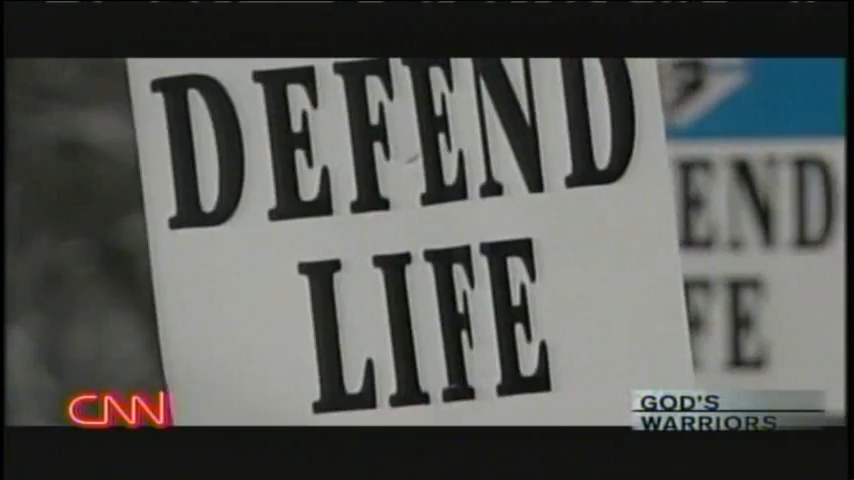 DEFEND
LIFE
END
FE
CNN
GOD'S
WARRIORS